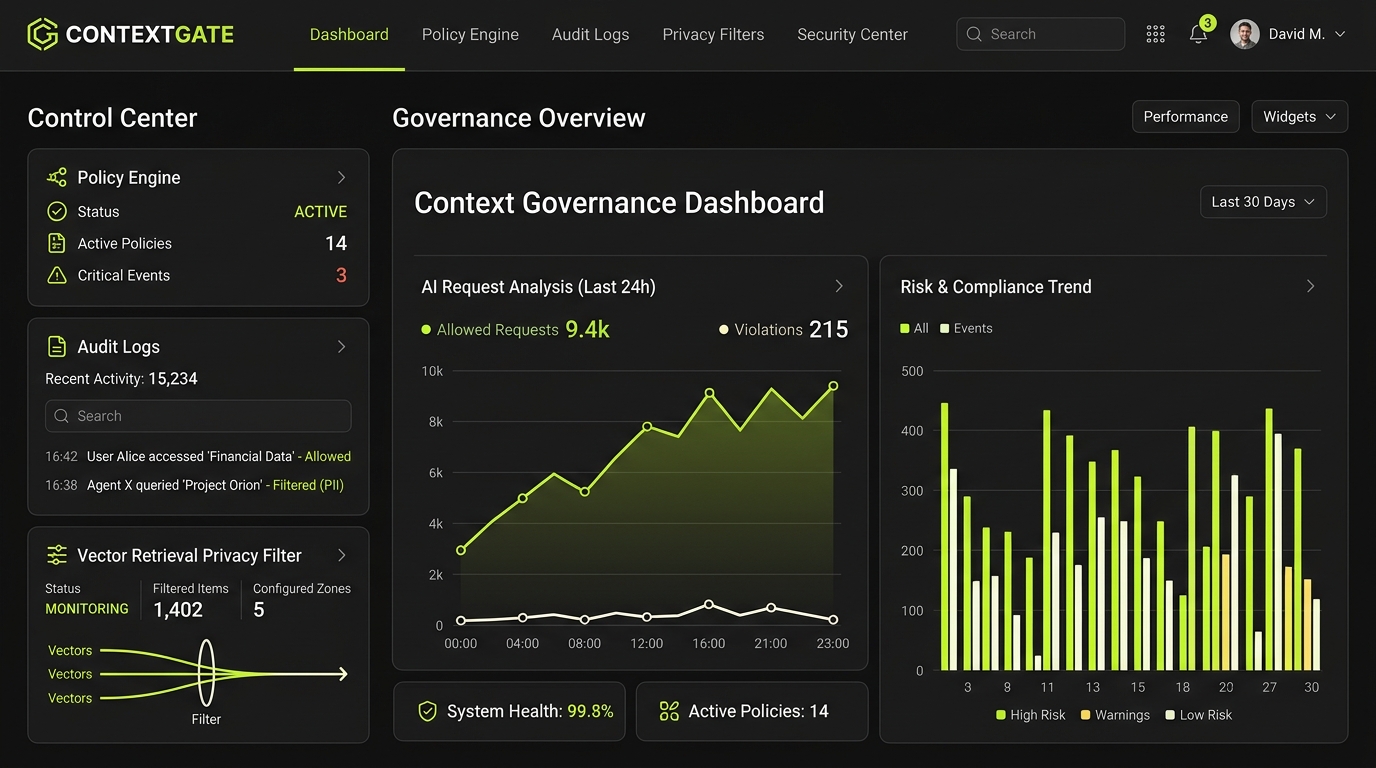 CONTEXTGATE
Dashboard
Policy Engine
Audit Logs
Privacy Filters
Security Center
Search
3
David M.
Control Center
Policy Engine
Status ACTIVE
Active Policies 14
Critical Events 3
Audit Logs
Recent Activity: 15,234
Search
16:42 User Alice accessed 'Financial Data' - Allowed
16:38 Agent X queried 'Project Orion' - Filtered (PII)
Vector Retrieval Privacy Filter
Status Filtered Items Configured Zones
MONITORING 1,402 5
Vectors
Vectors
Vectors
Filter
Governance Overview
Performance
Widgets
Context Governance Dashboard
Last 30 Days
AI Request Analysis (Last 24h)
Allowed Requests 9.4k
Violations 215
10k
8k
6k
4k
2k
0
00:00 04:00 08:00 12:00 16:00 21:00 23:00
System Health: 99.8%
Active Policies: 14
Risk & Compliance Trend
All Events
500
400
300
200
100
0
3 8 11 13 15 18 20 27 30
High Risk Warnings Low Risk